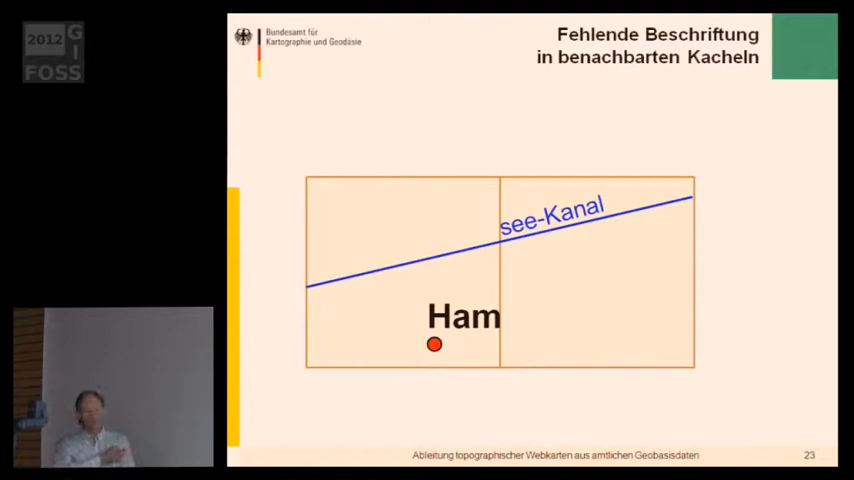 2012
G
I
FOSS
Bundesamt für
Kartographie und Geodäsie
Fehlende Beschriftung
in benachbarten Kacheln
see-Kanal
Ham
Ableitung topographischer Webkarten aus amtlichen Geobasisdaten
23